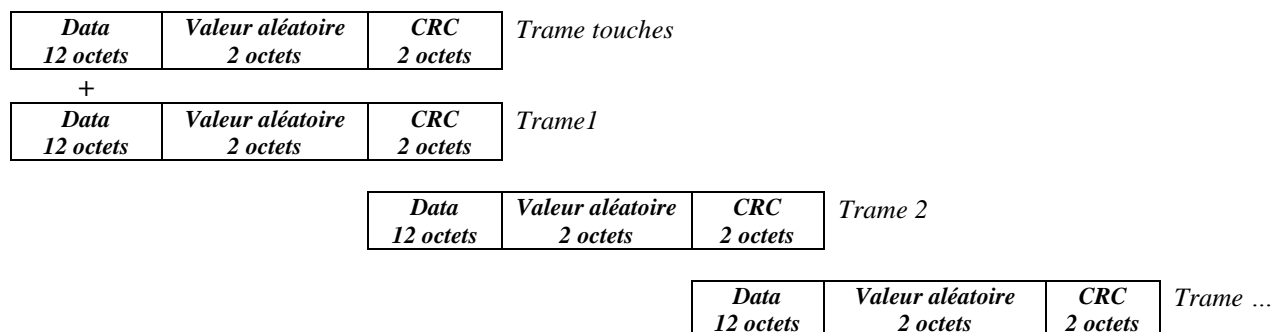 Data Valeur aléatoire CRC Trame touches
12 octets 2 octets 2 octets
+
Data Valeur aléatoire CRC Trame1
12 octets 2 octets 2 octets
Data Valeur aléatoire CRC Trame 2
12 octets 2 octets 2 octets
Data Valeur aléatoire CRC Trame ...
12 octets 2 octets 2 octets